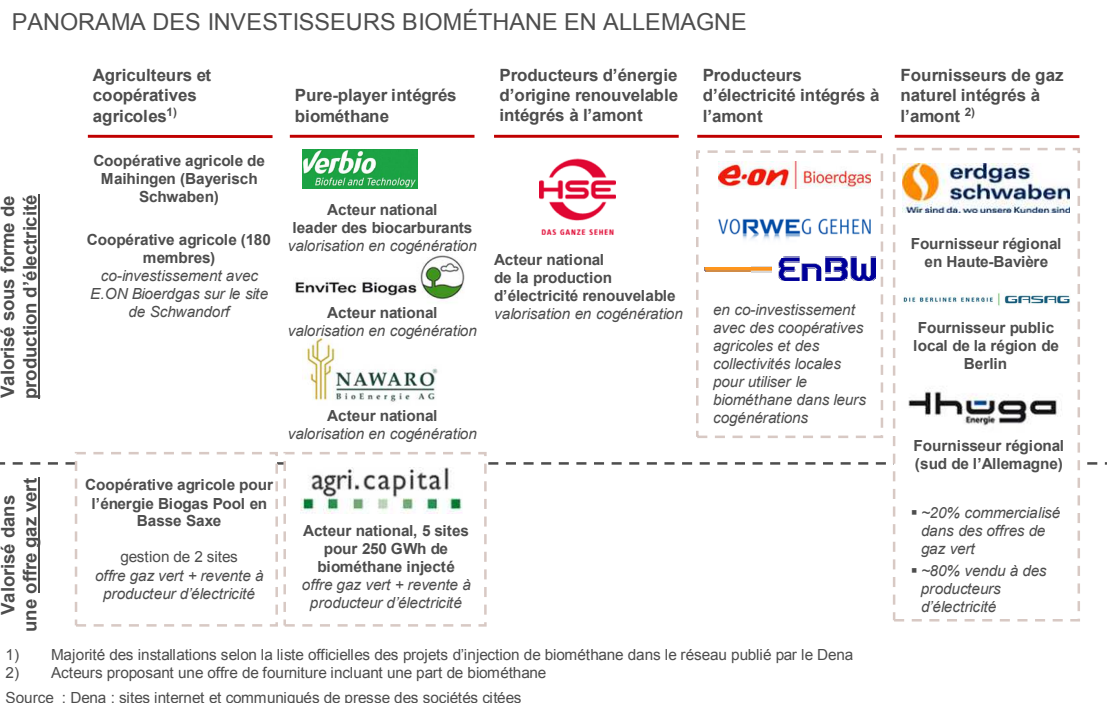 PANORAMA DES INVESTISSEURS BIOMÉTHANE EN ALLEMAGNE
Agriculteurs et
coopératives
agricoles1)
Pure-player intégrés
biométhane
Producteurs d'énergie
d'origine renouvelable
intégrés à l'amont
Producteurs
d'électricité intégrés à
l'amont
Fournisseurs de gaz
naturel intégrés à
l'amont 2)
Valorisé sous forme de
production d'électricité
Coopérative agricole de
Maihingen (Bayerisch
Schwaben)
Coopérative agricole (180
membres)
co-investissement avec
E.ON Bioerdgas sur le site
de Schwandorf
Verbio
Biofuel and Technology
Acteur national
leader des biocarburants
valorisation en cogénération
EnviTec Biogas
Acteur national
valorisation en cogénération
NAWARO
BioEnergie AG
Acteur national
valorisation en cogénération
HSE
DAS GANZE SEHEN
Acteur national
de la production
d'électricité renouvelable
valorisation en cogénération
e·on | Bioerdgas
VORWEG GEHEN
EnBW
en co-investissement
avec des coopératives
agricoles et des
collectivités locales
pour utiliser le
biométhane dans leurs
cogénérations
erdgas
schwaben
Wir sind da, wo unsere Kunden sind
Fournisseur régional
en Haute-Bavière
DIE BERLINER ENERGIE | GASAG
Fournisseur public
local de la région de
Berlin
thüga
Energie
Fournisseur régional
(sud de l'Allemagne)
▪ ~20% commercialisé
dans des offres de
gaz vert
▪ ~80% vendu à des
producteurs
d'électricité
Valorisé dans
une offre gaz vert
Coopérative agricole pour
l'énergie Biogas Pool en
Basse Saxe
gestion de 2 sites
offre gaz vert + revente à
producteur d'électricité
agri.capital
Acteur national, 5 sites
pour 250 GWh de
biométhane injecté
offre gaz vert + revente à
producteur d'électricité
1) Majorité des installations selon la liste officielles des projets d'injection de biométhane dans le réseau publié par le Dena
2) Acteurs proposant une offre de fourniture incluant une part de biométhane
Source : Dena ; sites internet et communiqués de presse des sociétés citées